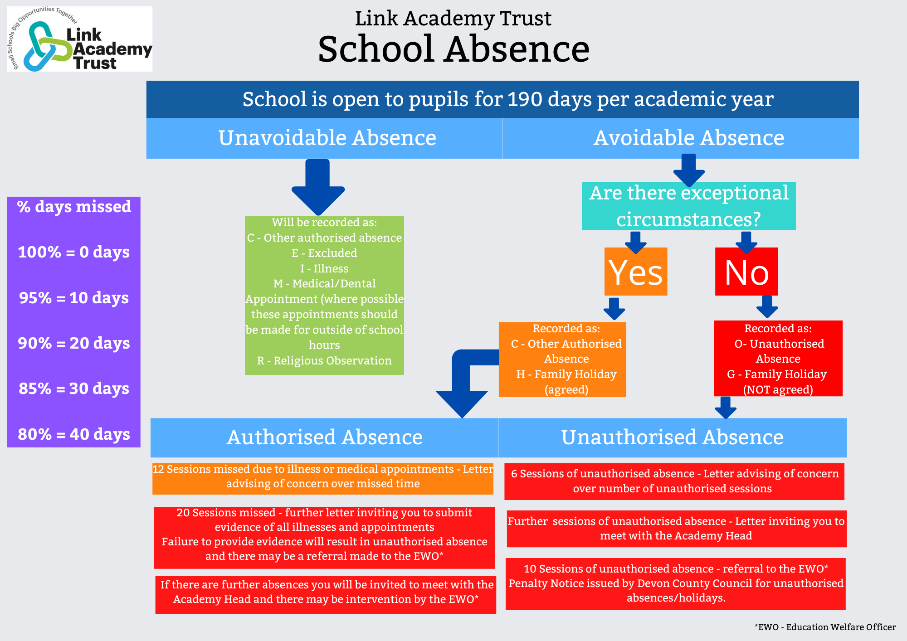 Small Schools Big Opportunities Together
Link
Academy
Trust
Link Academy Trust
School Absence
School is open to pupils for 190 days per academic year
Unavoidable Absence
Avoidable Absence
Are there exceptional
circumstances?
% days missed
100% = 0 days
95% = 10 days
90% = 20 days
85% = 30 days
80% = 40 days
Will be recorded as:
C - Other authorised absence
E - Excluded
I - Illness
M - Medical/Dental
Appointment (where possible
these appointments should
be made for outside of school
hours
R - Religious Observation
Yes
No
Recorded as:
C - Other Authorised
Absence
H - Family Holiday
(agreed)
Recorded as:
O- Unauthorised
Absence
G - Family Holiday
(NOT agreed)
Authorised Absence
Unauthorised Absence
12 Sessions missed due to illness or medical appointments - Letter
advising of concern over missed time
20 Sessions missed - further letter inviting you to submit
evidence of all illnesses and appointments
Failure to provide evidence will result in unauthorised absence
and there may be a referral made to the EWO*
If there are further absences you will be invited to meet with the
Academy Head and there may be intervention by the EWO*
6 Sessions of unauthorised absence - Letter advising of concern
over number of unauthorised sessions
Further sessions of unauthorised absence - Letter inviting you to
meet with the Academy Head
10 Sessions of unauthorised absence - referral to the EWO*
Penalty Notice issued by Devon County Council for unauthorised
absences/holidays.
*EWO - Education Welfare Officer